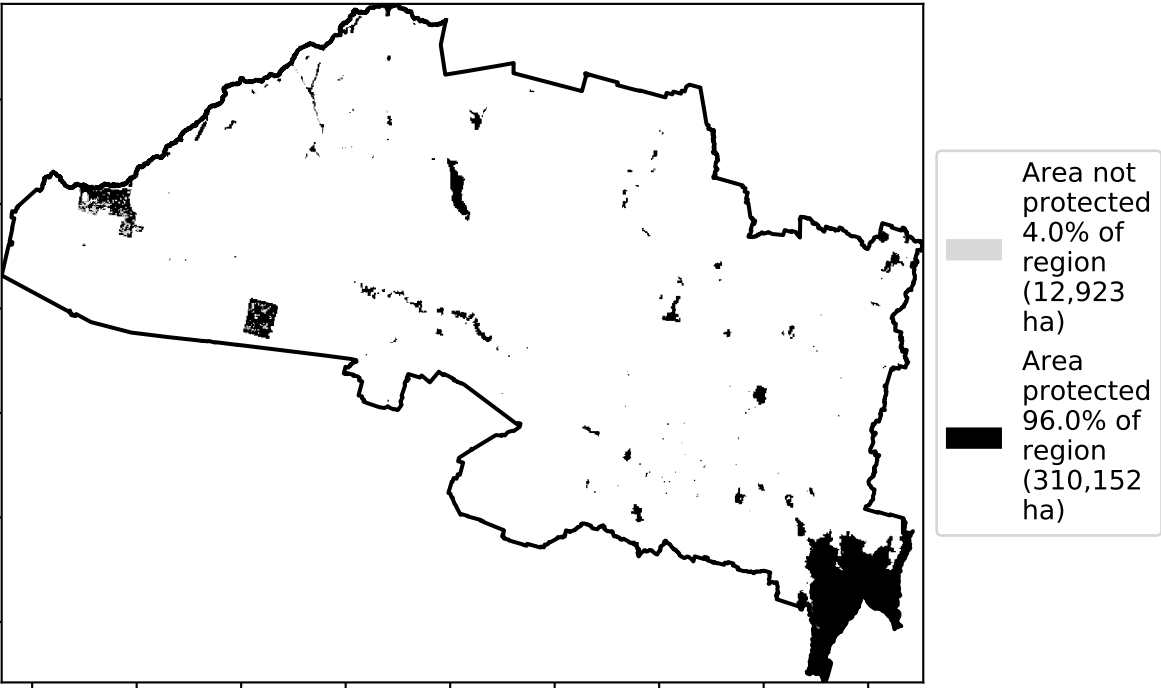 Area not
protected
4.0% of
region
(12,923
ha)
Area
protected
96.0% of
region
(310,152
ha)